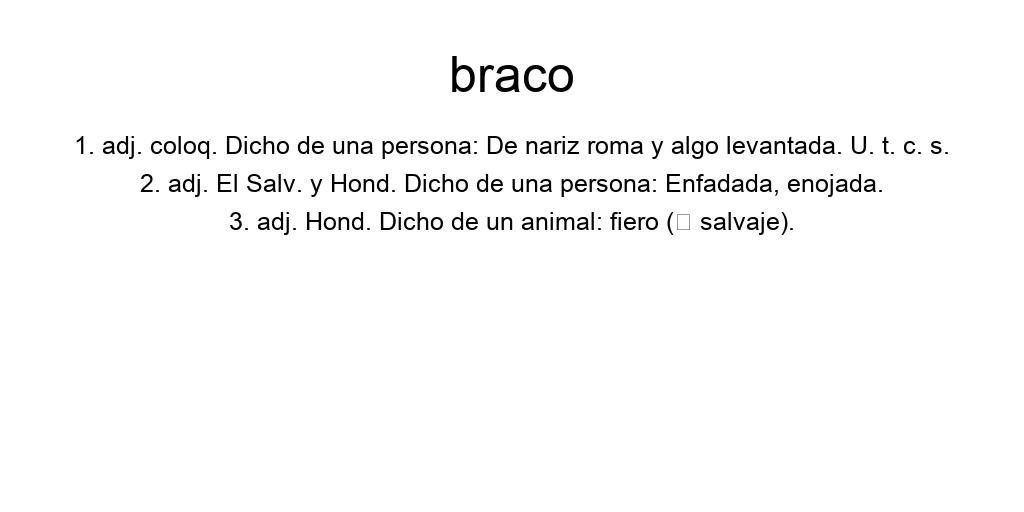 braco
1. adj. coloq. Dicho de una persona: De nariz roma y algo levantada. U. t. c. s.
2. adj. El Salv. y Hond. Dicho de una persona: Enfadada, enojada.
3. adj. Hond. Dicho de un animal: fiero (▯ salvaje).